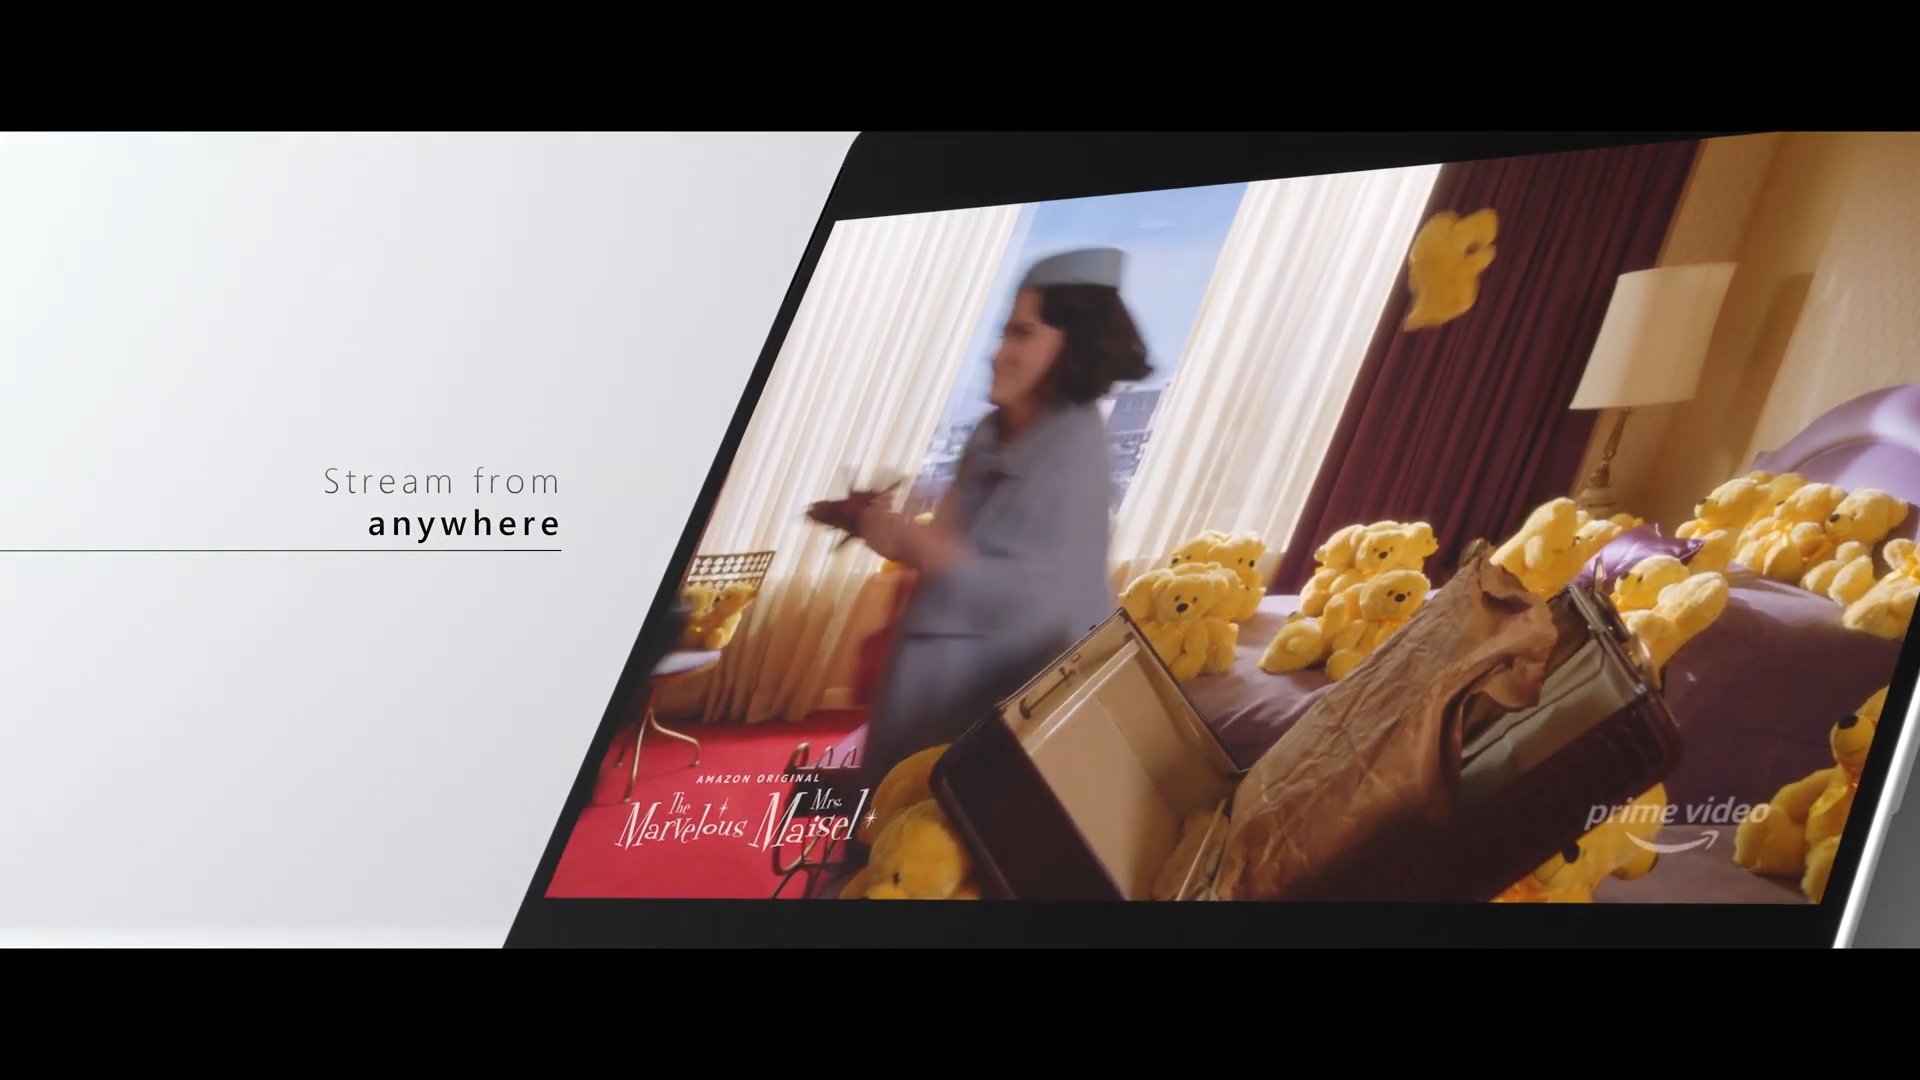 Stream from
anywhere
AMAZON ORIGINAL
The Marvelous Mrs. Maisel
prime video